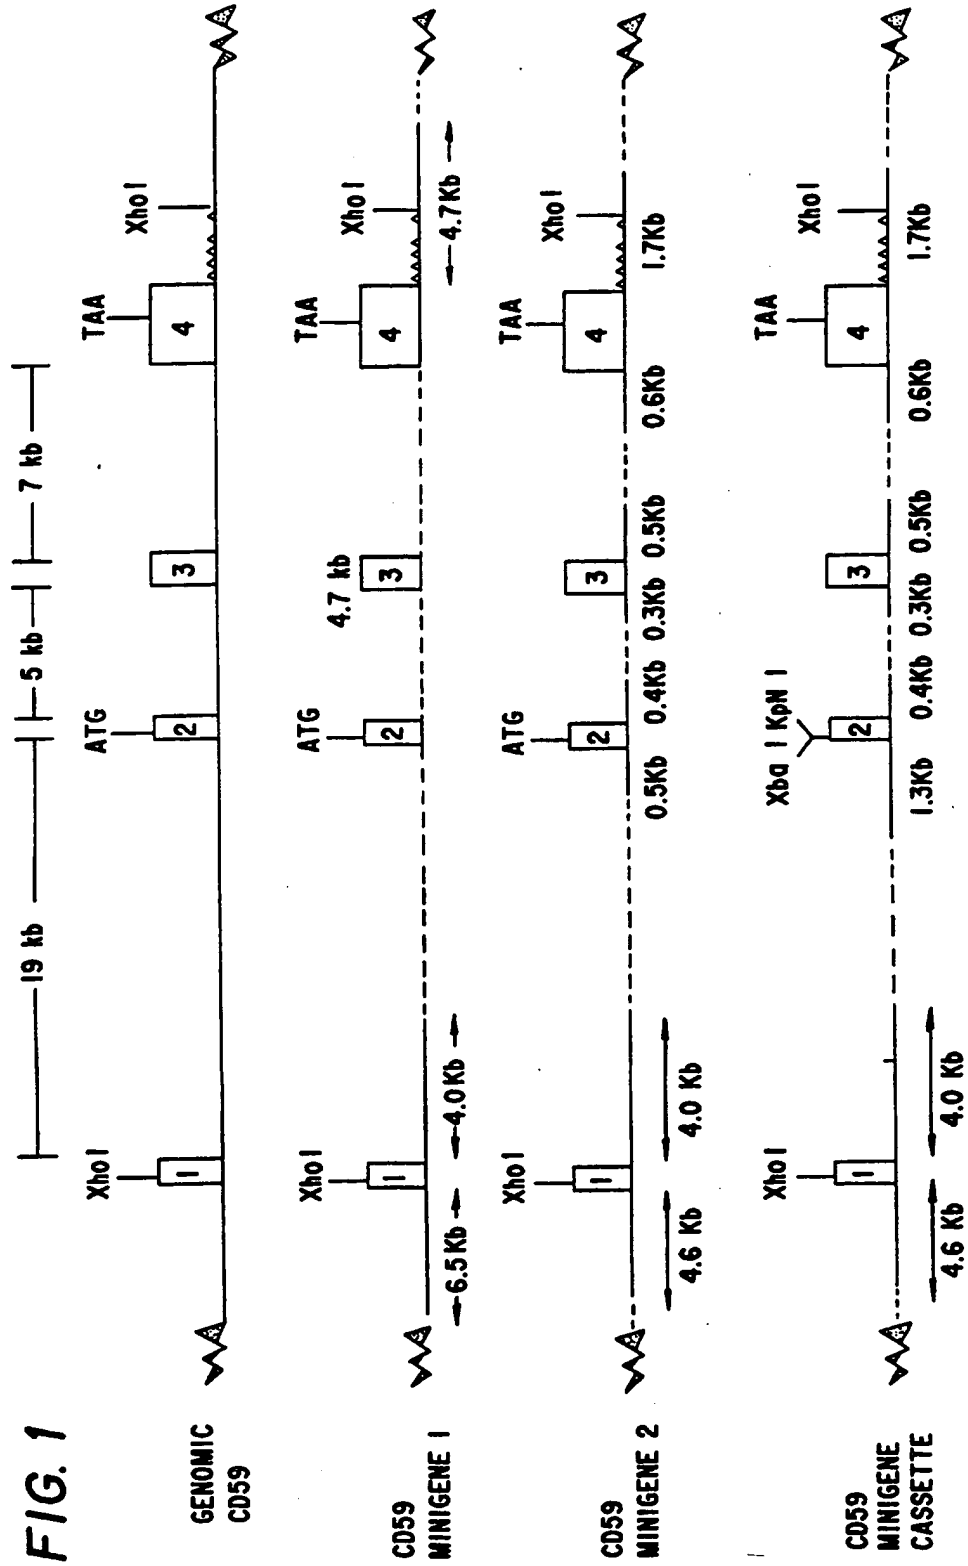 FIG. 1
19 kb
5 kb
7 kb
GENOMIC
CD59
XhoI
1
ATG
2
3
TAA
4
XhoI
CD59
MINIGENE 1
XhoI
1
ATG
2
4.7 kb
3
TAA
4
XhoI
6.5Kb
4.0Kb
4.7Kb
CD59
MINIGENE 2
XhoI
1
ATG
2
3
TAA
4
XhoI
0.5Kb 0.4Kb 0.3Kb 0.5Kb 0.6Kb 1.7Kb
4.6 Kb
4.0 Kb
CD59
MINIGENE
CASSETTE
XhoI
1
Xba I KpN I
2
3
TAA
4
XhoI
1.3Kb 0.4Kb 0.3Kb 0.5Kb 0.6Kb 1.7Kb
4.6 Kb
4.0 Kb